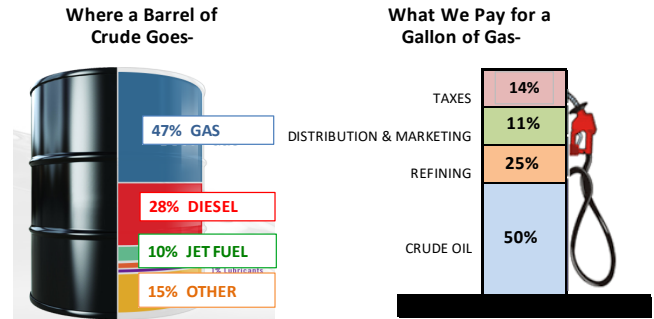 Where a Barrel of
Crude Goes-
47% GAS
28% DIESEL
10% JET FUEL
1% Lubricants
15% OTHER
What We Pay for a
Gallon of Gas-
TAXES
14%
DISTRIBUTION & MARKETING
11%
REFINING
25%
CRUDE OIL
50%